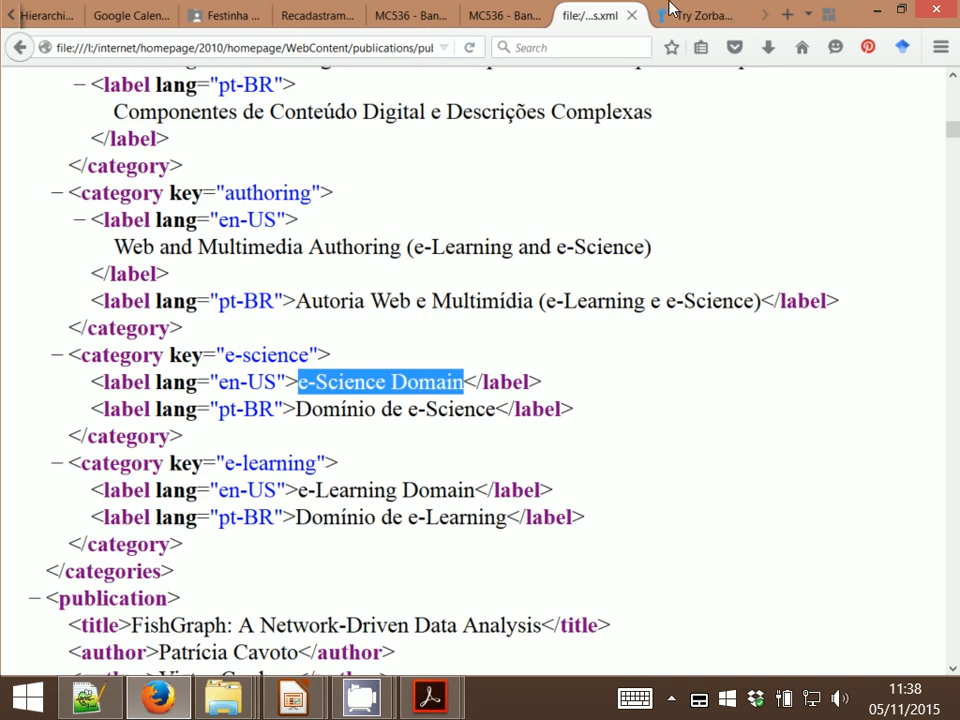 Hierarchi...
Google Calen...
Festinha ...
Recadastram...
MC536 - Ban...
MC536 - Ban...
file:/...s.xml
Try Zorba...
file:///I:/internet/homepage/2010/homepage/WebContent/publications/pul
Search
− <label lang="pt-BR">
Componentes de Conteúdo Digital e Descrições Complexas
</label>
</category>
− <category key="authoring">
− <label lang="en-US">
Web and Multimedia Authoring (e-Learning and e-Science)
</label>
<label lang="pt-BR">Autoria Web e Multimídia (e-Learning e e-Science)</label>
</category>
− <category key="e-science">
<label lang="en-US">e-Science Domain</label>
<label lang="pt-BR">Domínio de e-Science</label>
</category>
− <category key="e-learning">
<label lang="en-US">e-Learning Domain</label>
<label lang="pt-BR">Domínio de e-Learning</label>
</category>
</categories>
− <publication>
<title>FishGraph: A Network-Driven Data Analysis</title>
<author>Patrícia Cavoto</author>
11:38
05/11/2015